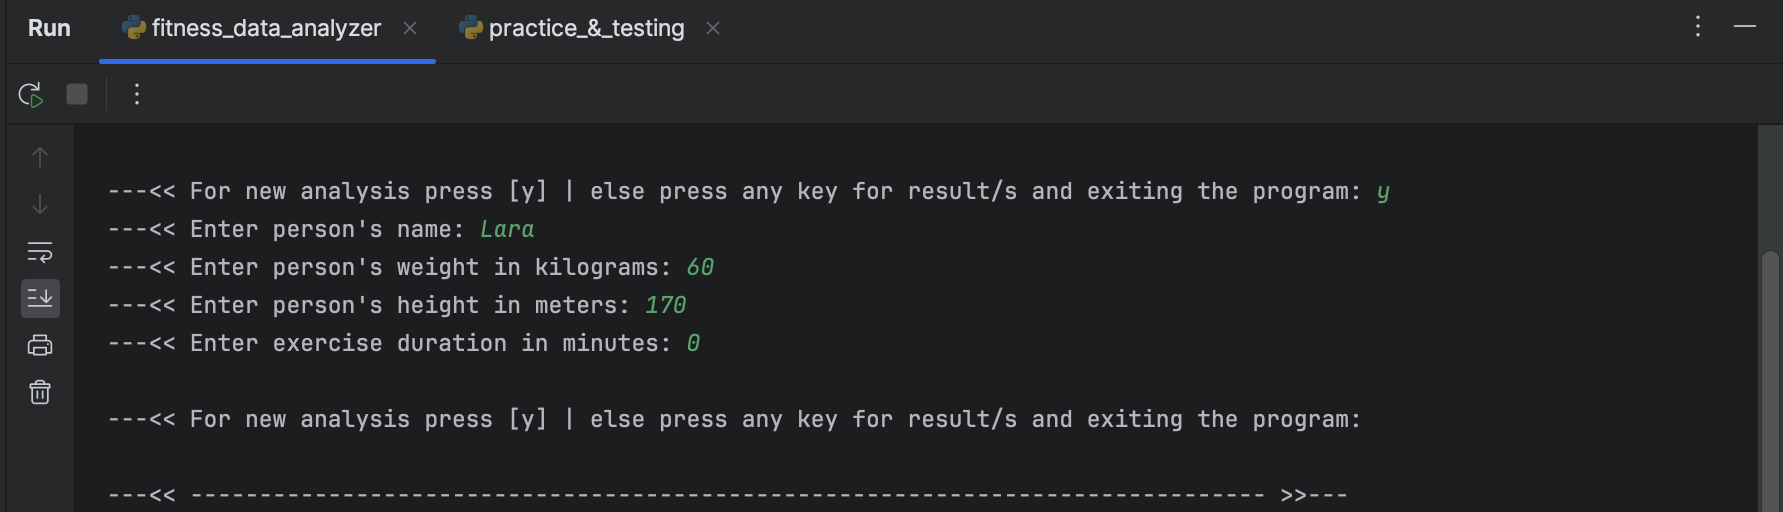 Run fitness_data_analyzer practice_&_testing
---<< For new analysis press [y] | else press any key for result/s and exiting the program: y
---<< Enter person's name: Lara
---<< Enter person's weight in kilograms: 60
---<< Enter person's height in meters: 170
---<< Enter exercise duration in minutes: 0
---<< For new analysis press [y] | else press any key for result/s and exiting the program:
---<< ------------------------------------------------------------------------------ >>---